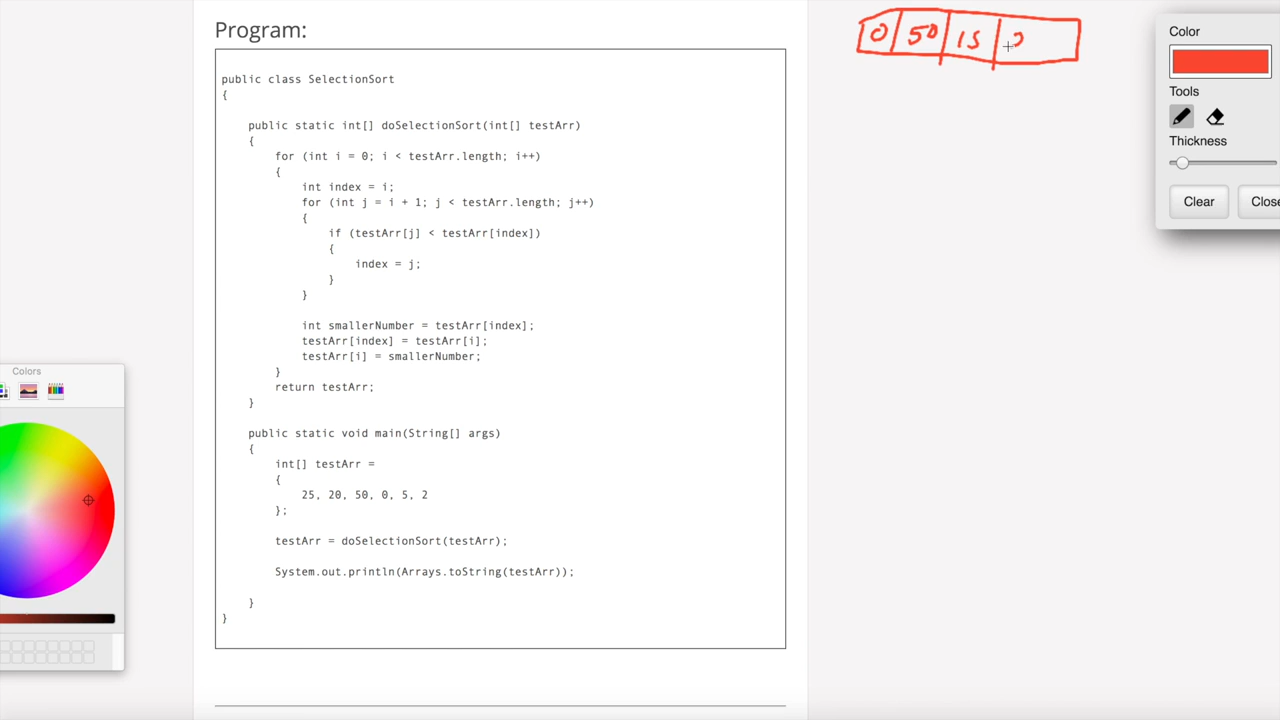 Program:
0 50 15
public class SelectionSort
{
public static int[] doSelectionSort(int[] testArr)
{
for (int i = 0; i < testArr.length; i++)
{
int index = i;
for (int j = i + 1; j < testArr.length; j++)
{
if (testArr[j] < testArr[index])
{
index = j;
}
}
int smallerNumber = testArr[index];
testArr[index] = testArr[i];
testArr[i] = smallerNumber;
}
return testArr;
}
public static void main(String[] args)
{
int[] testArr =
{
25, 20, 50, 0, 5, 2
};
testArr = doSelectionSort(testArr);
System.out.println(Arrays.toString(testArr));
}
}
Color
Tools
Thickness
Clear
Close
Colors